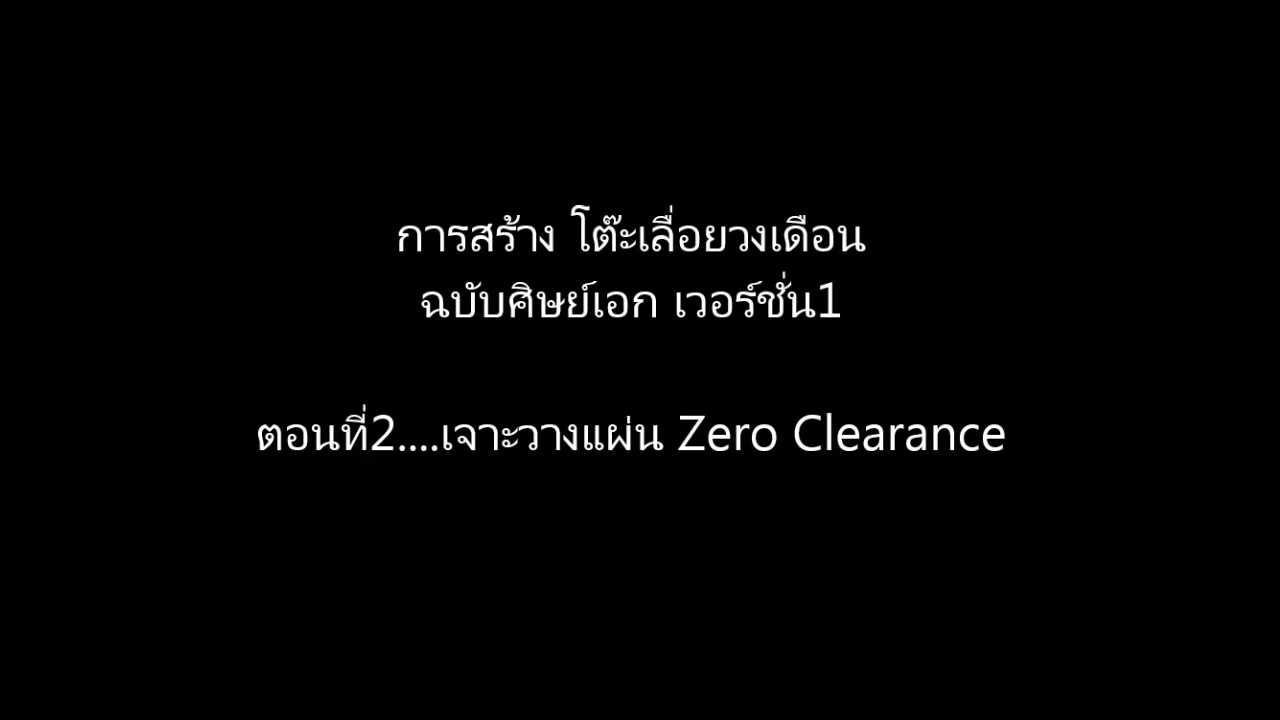 การสร้าง โต๊ะเลื่อยวงเดือน
ฉบับศิษย์เอก เวอร์ชั่น1
ตอนที่2....เจาะวางแผ่น Zero Clearance